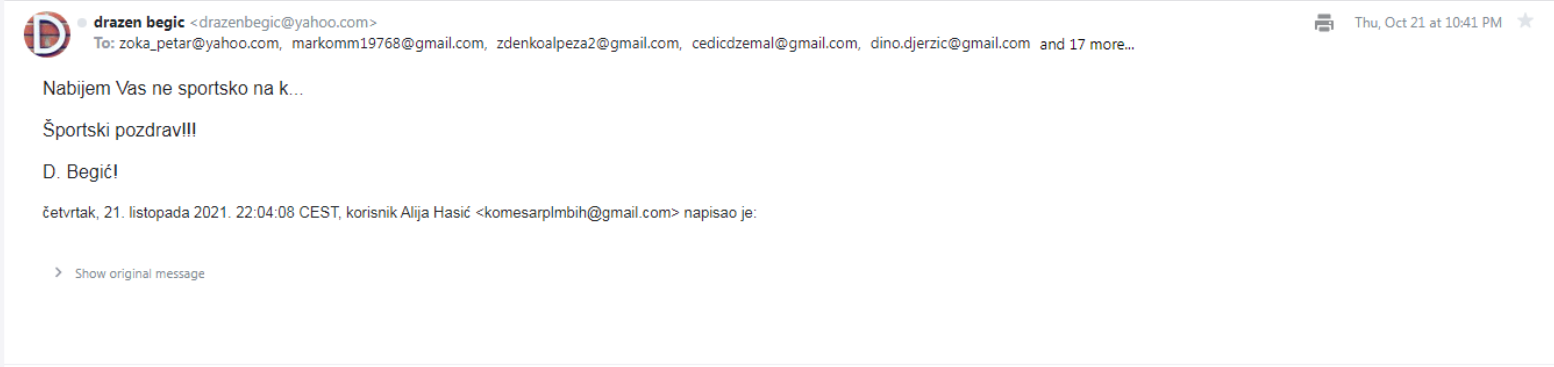 D
drazen begic <drazenbegic@yahoo.com>
Thu, Oct 21 at 10:41 PM
To: zoka_petar@yahoo.com, markomm19768@gmail.com, zdenkoalpeza2@gmail.com, cedicdzemal@gmail.com, dino.djerzic@gmail.com and 17 more...
Nabijem Vas ne sportsko na k...
Športski pozdrav!!!
D. Begić!
četvrtak, 21. listopada 2021. 22:04:08 CEST, korisnik Alija Hasić <komesarplmbih@gmail.com> napisao je:
Show original message